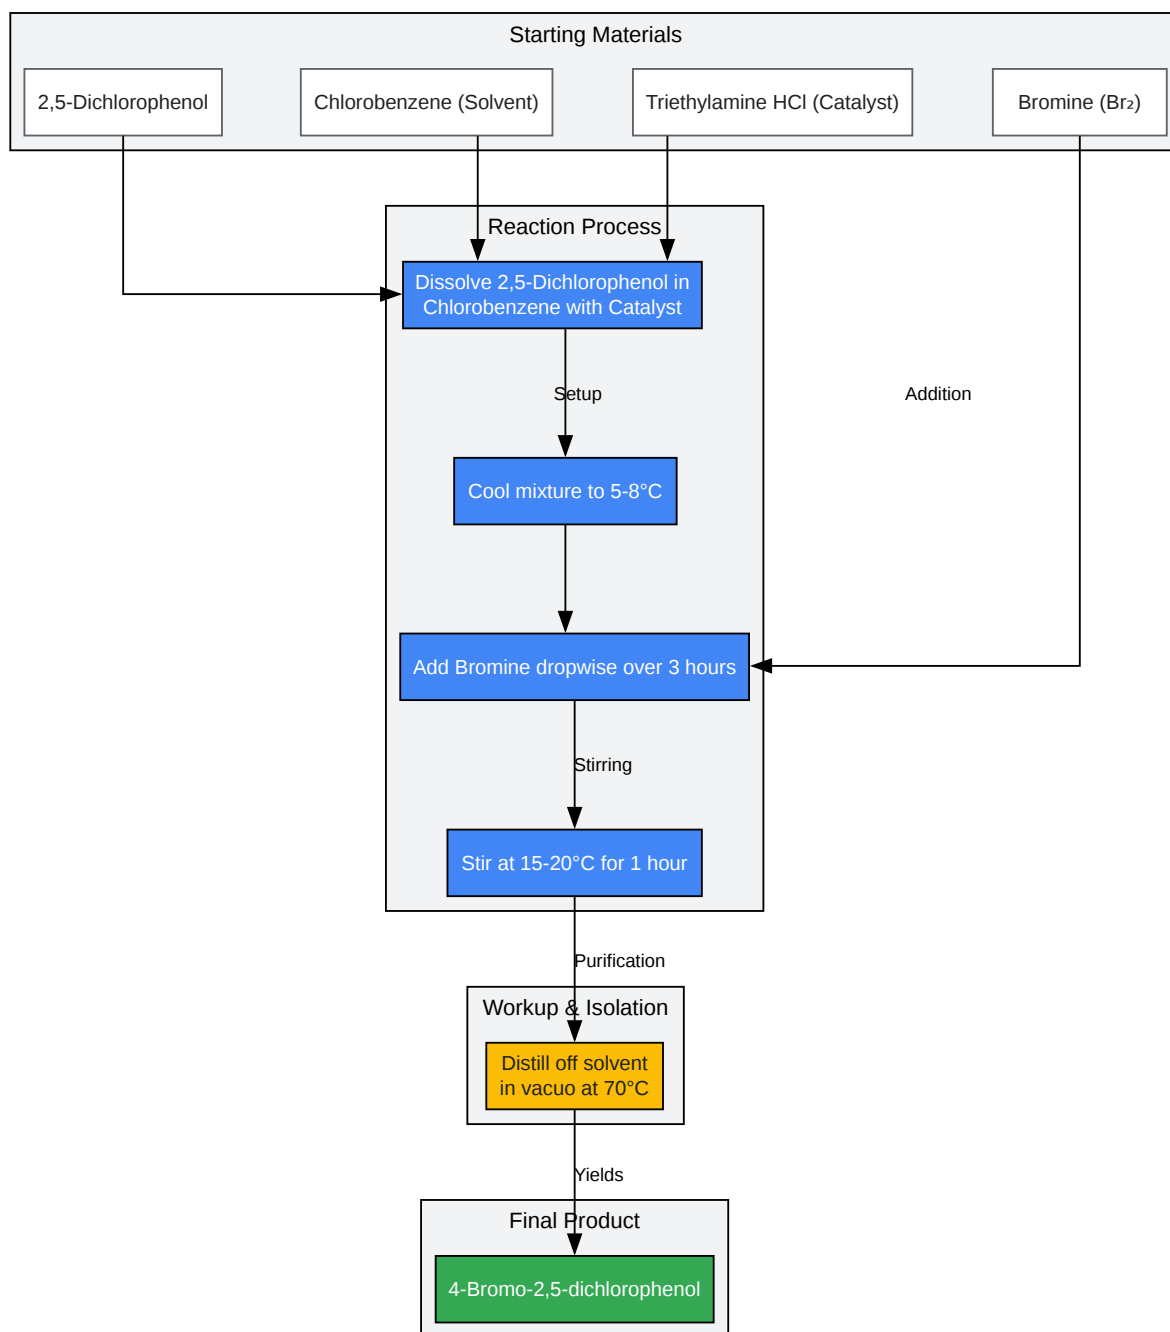 Starting Materials
2,5-Dichlorophenol
Chlorobenzene (Solvent)
Triethylamine HCl (Catalyst)
Bromine (Br₂)
Reaction Process
Dissolve 2,5-Dichlorophenol in
Chlorobenzene with Catalyst
Setup
Addition
Cool mixture to 5-8°C
Add Bromine dropwise over 3 hours
Stirring
Stir at 15-20°C for 1 hour
Purification
Workup & Isolation
Distill off solvent
in vacuo at 70°C
Yields
Final Product
4-Bromo-2,5-dichlorophenol